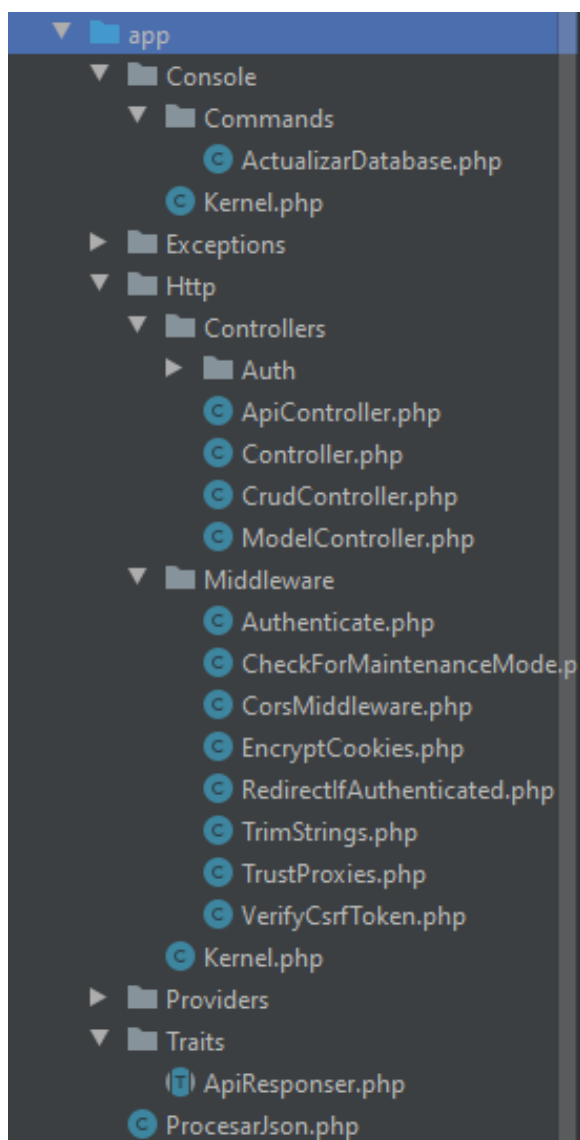 app
Console
Commands
ActualizarDatabase.php
Kernel.php
Exceptions
Http
Controllers
Auth
ApiController.php
Controller.php
CrudController.php
ModelController.php
Middleware
Authenticate.php
CheckForMaintenanceMode.p
CorsMiddleware.php
EncryptCookies.php
RedirectIfAuthenticated.php
TrimStrings.php
TrustProxies.php
VerifyCsrfToken.php
Kernel.php
Providers
Traits
ApiResponser.php
ProcesarJson.php